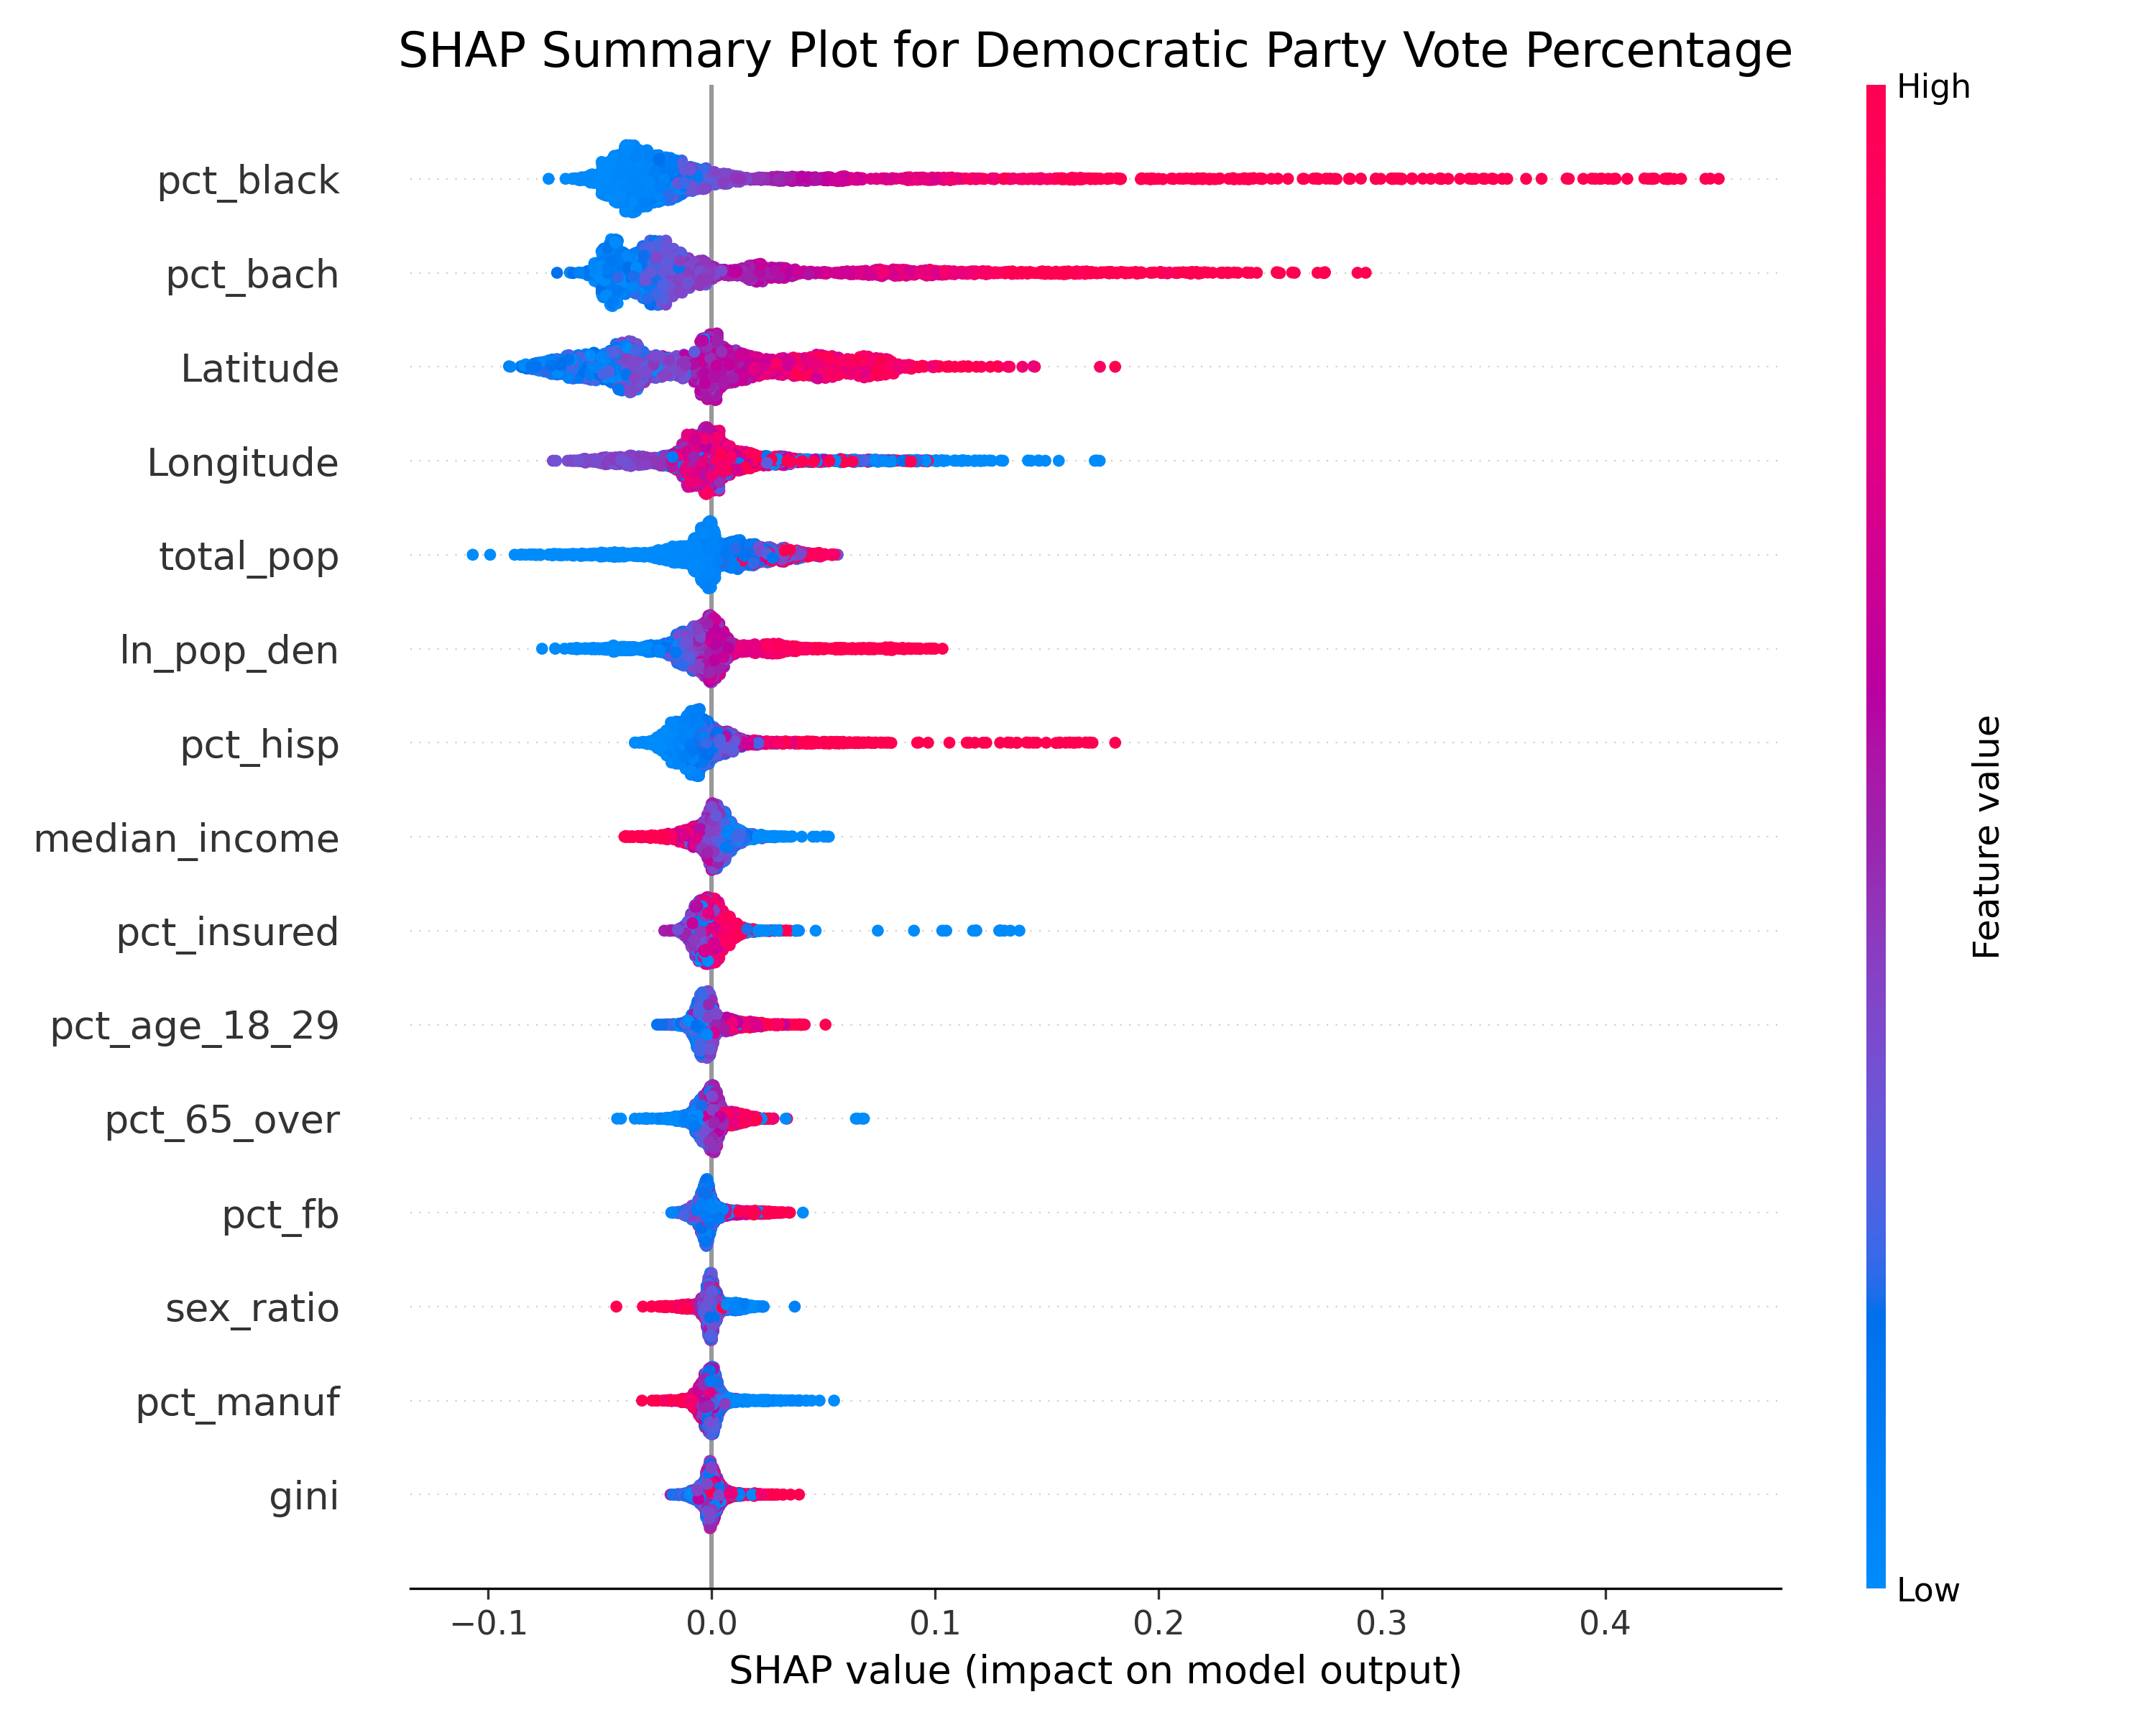 SHAP Summary Plot for Democratic Party Vote Percentage
High
pct_black
pct_bach
Latitude
Longitude
total_pop
ln_pop_den
pct_hisp
median_income
pct_insured
pct_age_18_29
pct_65_over
pct_fb
sex_ratio
pct_manuf
gini
Feature value
Low
−0.1 0.0 0.1 0.2 0.3 0.4
SHAP value (impact on model output)